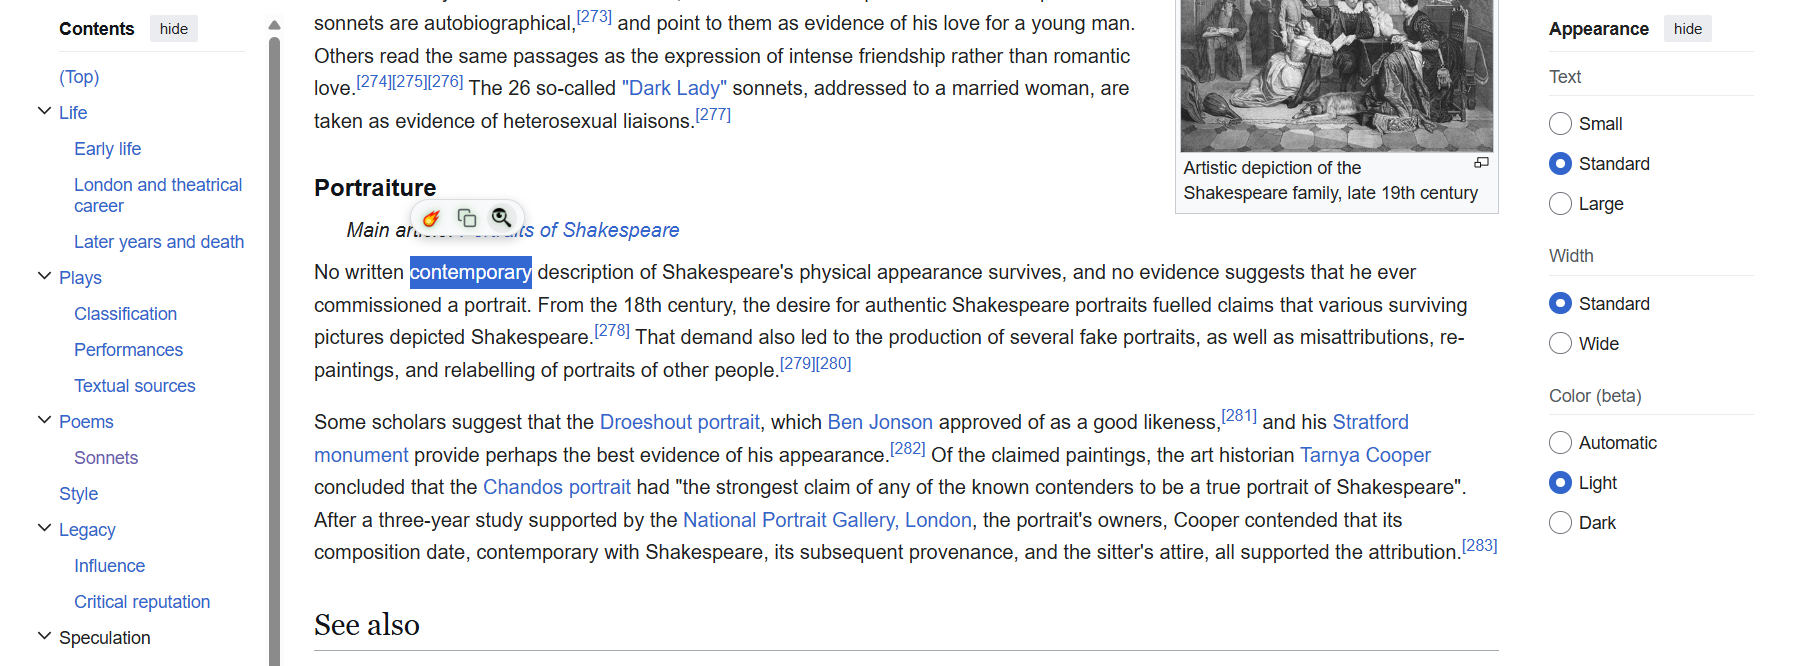 Contents hide
(Top)
Life
Early life
London and theatrical
career
Later years and death
Plays
Classification
Performances
Textual sources
Poems
Sonnets
Style
Legacy
Influence
Critical reputation
Speculation
sonnets are autobiographical,[273] and point to them as evidence of his love for a young man.
Others read the same passages as the expression of intense friendship rather than romantic
love.[274][275][276] The 26 so-called "Dark Lady" sonnets, addressed to a married woman, are
taken as evidence of heterosexual liaisons.[277]
Artistic depiction of the
Shakespeare family, late 19th century
Portraiture
Main article: Portraits of Shakespeare
No written contemporary description of Shakespeare's physical appearance survives, and no evidence suggests that he ever
commissioned a portrait. From the 18th century, the desire for authentic Shakespeare portraits fuelled claims that various surviving
pictures depicted Shakespeare.[278] That demand also led to the production of several fake portraits, as well as misattributions, re-
paintings, and relabelling of portraits of other people.[279][280]
Some scholars suggest that the Droeshout portrait, which Ben Jonson approved of as a good likeness,[281] and his Stratford
monument provide perhaps the best evidence of his appearance.[282] Of the claimed paintings, the art historian Tarnya Cooper
concluded that the Chandos portrait had "the strongest claim of any of the known contenders to be a true portrait of Shakespeare".
After a three-year study supported by the National Portrait Gallery, London, the portrait's owners, Cooper contended that its
composition date, contemporary with Shakespeare, its subsequent provenance, and the sitter's attire, all supported the attribution.[283]
See also
Appearance hide
Text
Small
Standard
Large
Width
Standard
Wide
Color (beta)
Automatic
Light
Dark